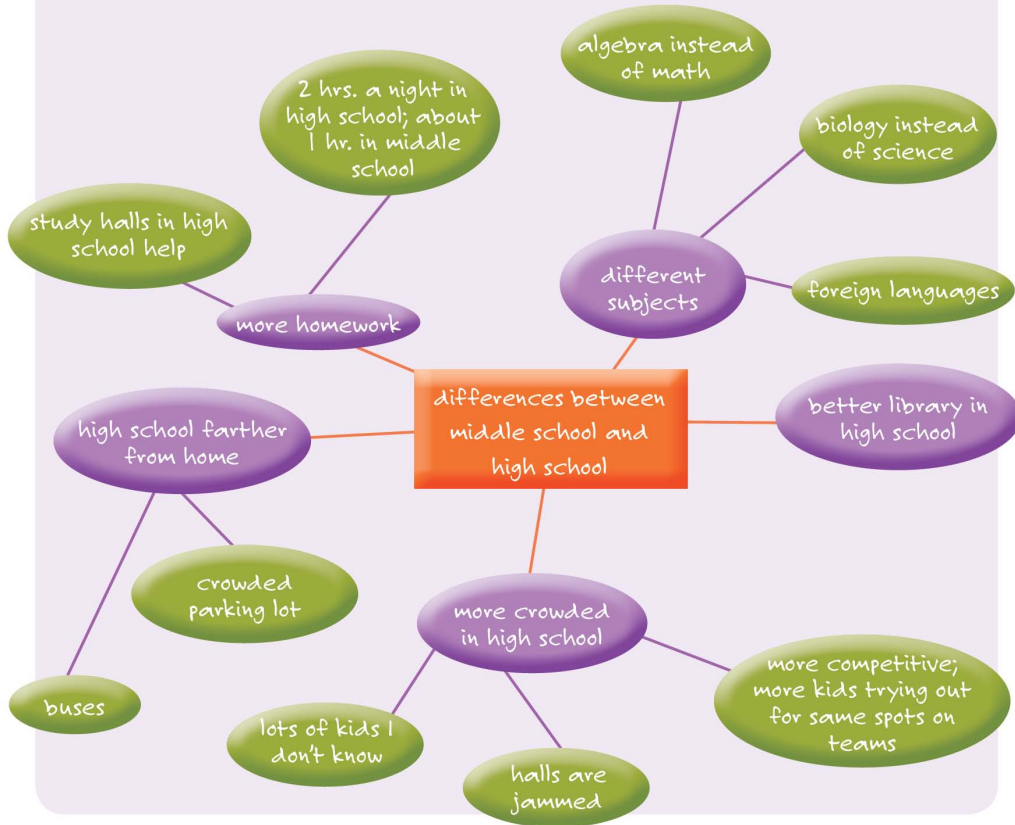 algebra instead
of math
2 hrs. a night in
high school; about
1 hr. in middle
school
biology instead
of science
study halls in high
school help
different
subjects
foreign languages
more homework
differences between
middle school and
high school
better library in
high school
high school farther
from home
crowded
parking lot
more crowded
in high school
more competitive;
more kids trying out
for same spots on
teams
buses
lots of kids I
don't know
halls are
jammed